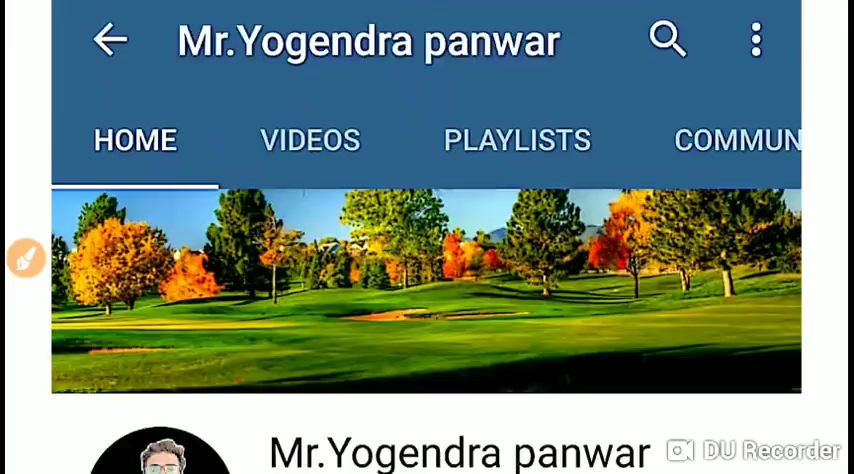 Mr.Yogendra panwar
HOME VIDEOS PLAYLISTS COMMUN
Mr.Yogendra panwar
DU Recorder